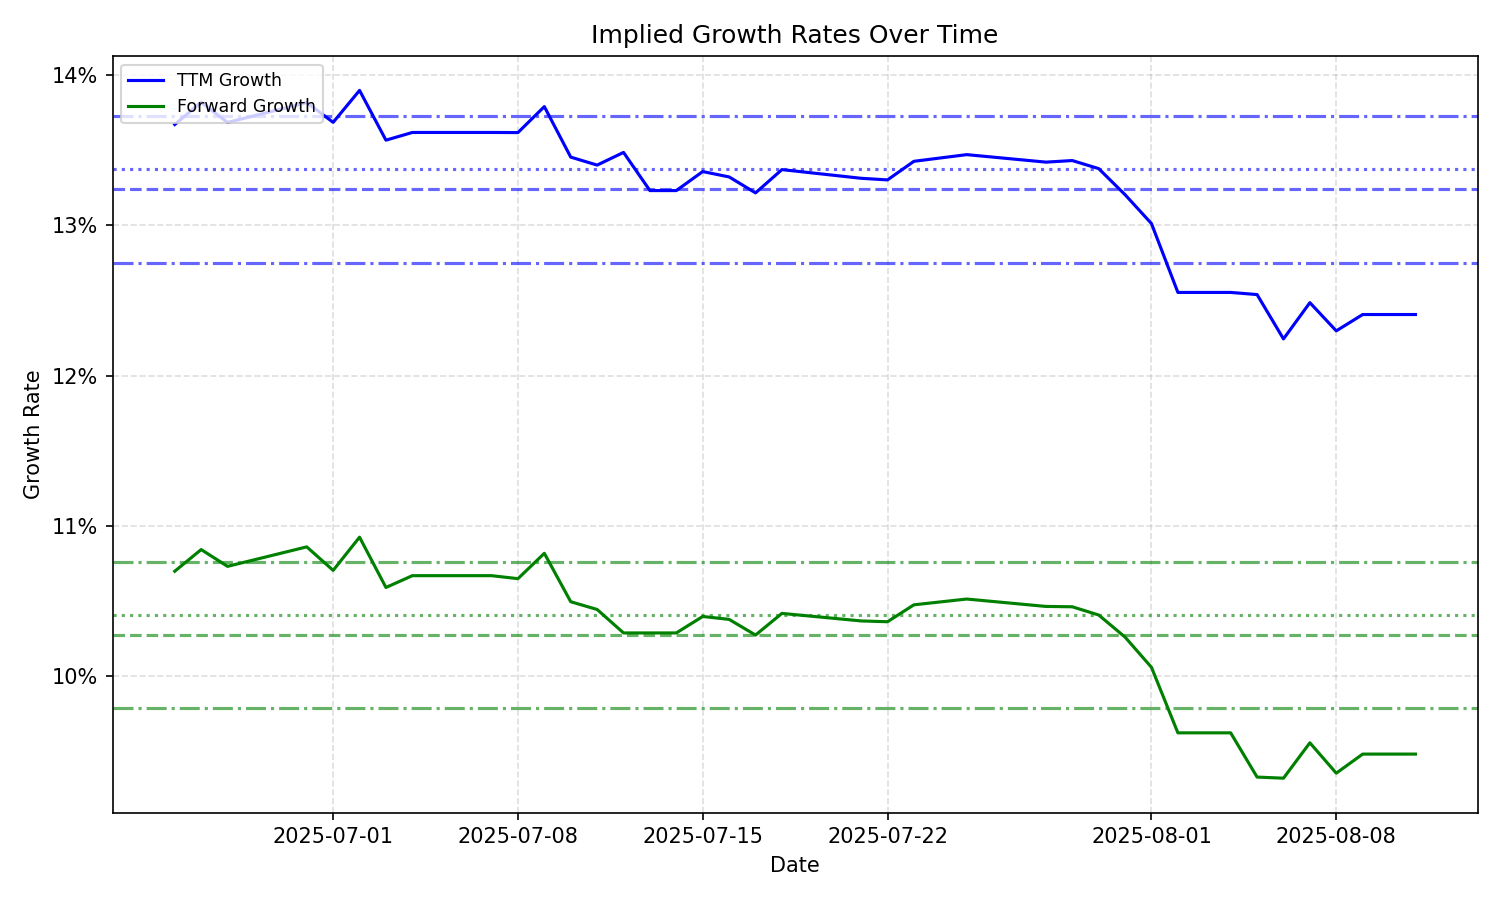 Implied Growth Rates Over Time
TTM Growth
Forward Growth
14%
13%
12%
11%
10%
Growth Rate
2025-07-01
2025-07-08
2025-07-15
2025-07-22
2025-08-01
2025-08-08
Date